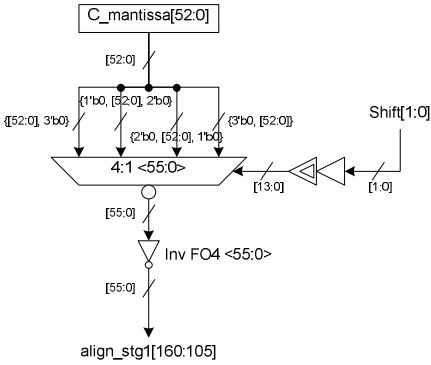 C_mantissa[52:0]
[52:0]
{1'b0, [52:0], 2'b0}
{[52:0], 3'b0}
{3'b0, [52:0]}
{2'b0, [52:0], 1'b0}
Shift[1:0]
4:1 <55:0>
[13:0]
[1:0]
[55:0]
Inv FO4 <55:0>
[55:0]
align_stg1[160:105]